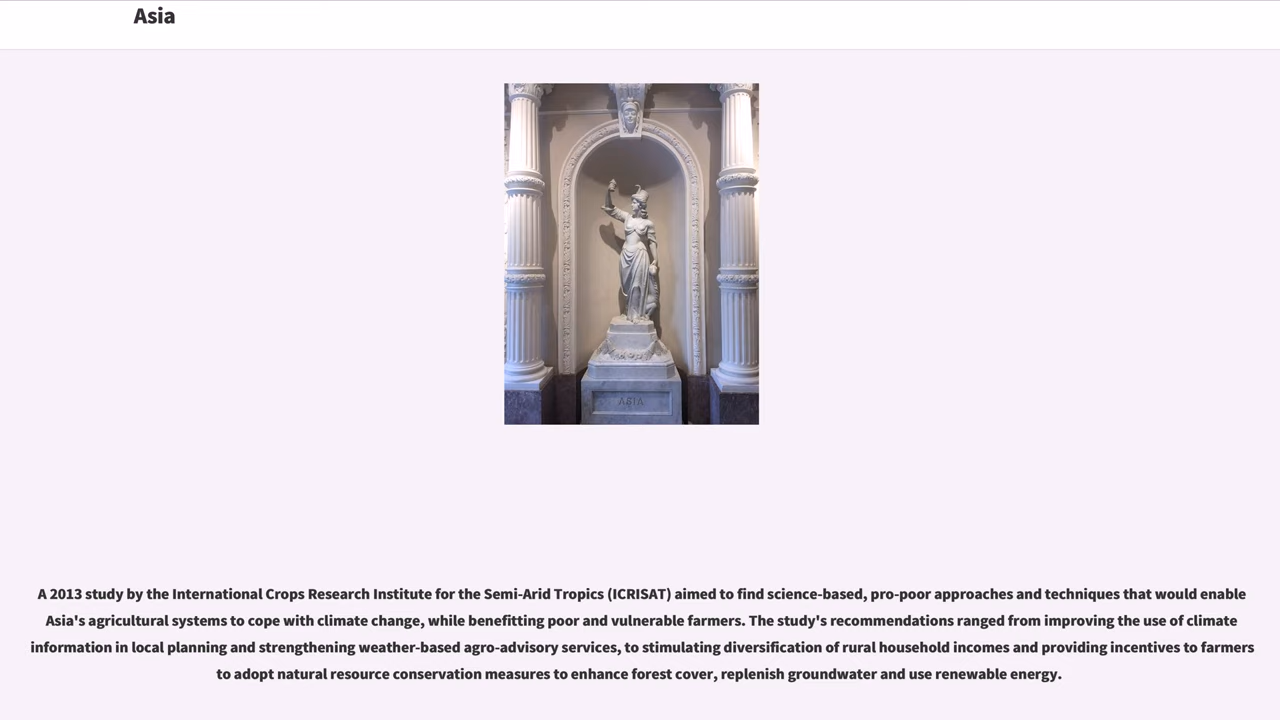 Asia
ASIA
A 2013 study by the International Crops Research Institute for the Semi-Arid Tropics (ICRISAT) aimed to find science-based, pro-poor approaches and techniques that would enable
Asia's agricultural systems to cope with climate change, while benefitting poor and vulnerable farmers. The study's recommendations ranged from improving the use of climate
information in local planning and strengthening weather-based agro-advisory services, to stimulating diversification of rural household incomes and providing incentives to farmers
to adopt natural resource conservation measures to enhance forest cover, replenish groundwater and use renewable energy.